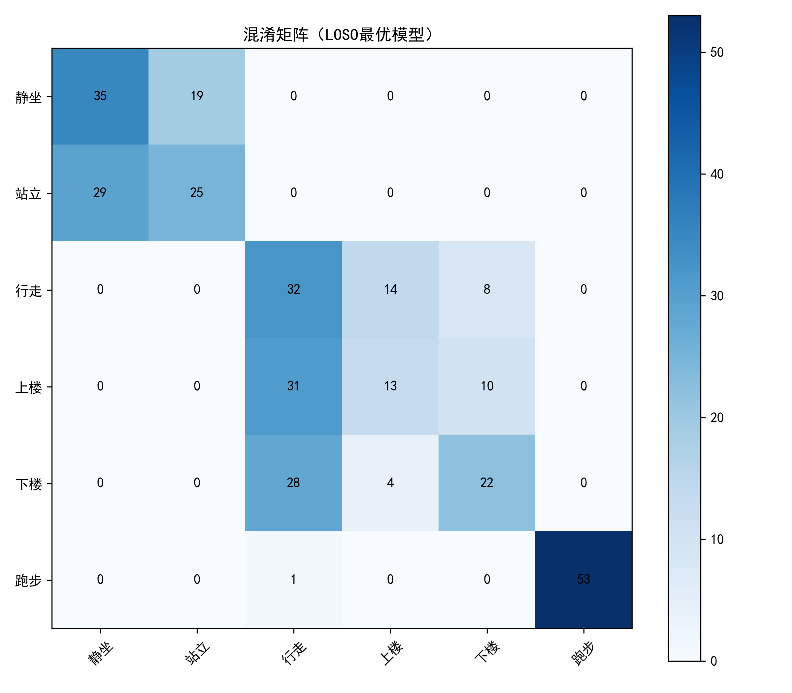 混淆矩阵（LOSO最优模型）
静坐 35 19 0 0 0 0
站立 29 25 0 0 0 0
行走 0 0 32 14 8 0
上楼 0 0 31 13 10 0
下楼 0 0 28 4 22 0
跑步 0 0 1 0 0 53
静坐 站立 行走 上楼 下楼 跑步
50
40
30
20
10
0